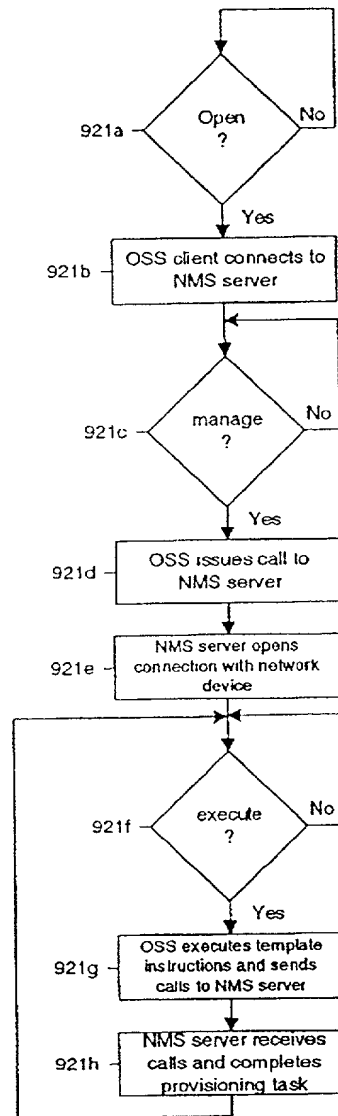 Open
?
No
921a
Yes
OSS client connects to
NMS server
921b
manage
?
No
921c
Yes
OSS issues call to
NMS server
921d
NMS server opens
connection with network
device
921e
execute
?
No
921f
Yes
OSS executes template
instructions and sends
calls to NMS server
921g
NMS server receives
calls and completes
provisioning task
921h